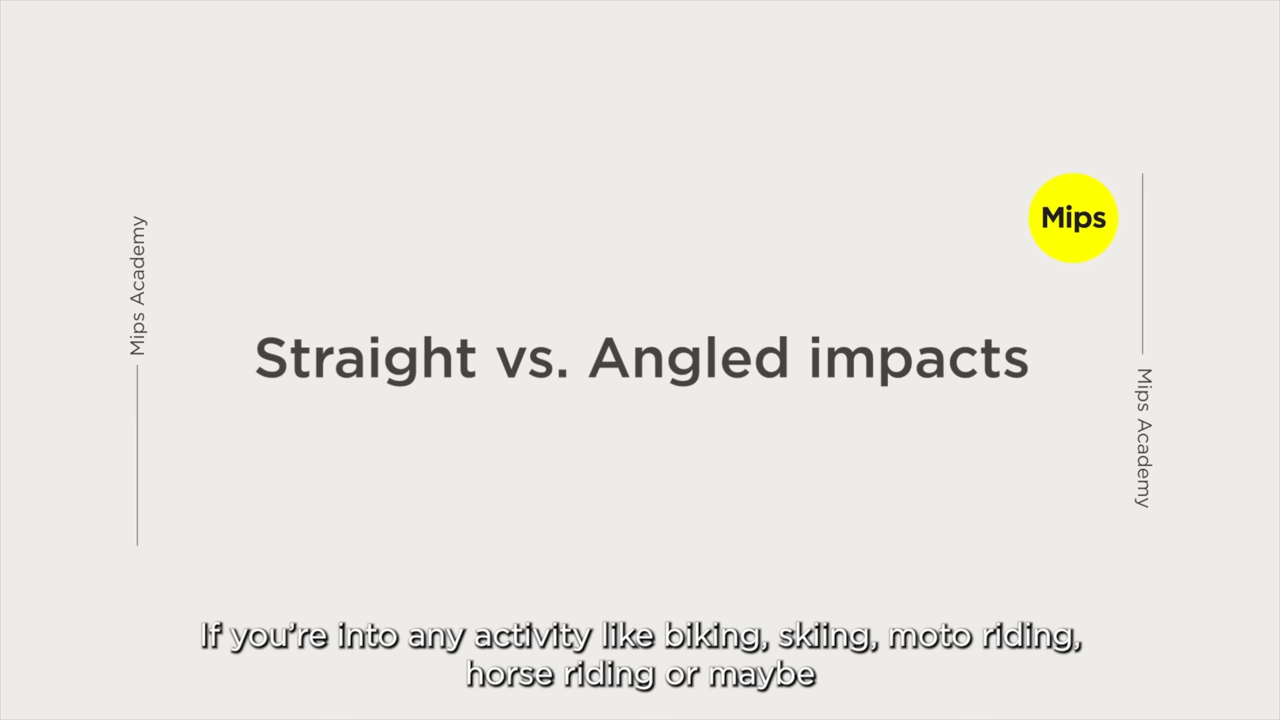 Mips Academy
Mips
Straight vs. Angled impacts
Mips Academy
If you’re into any activity like biking, skiing, moto riding,
horse riding or maybe